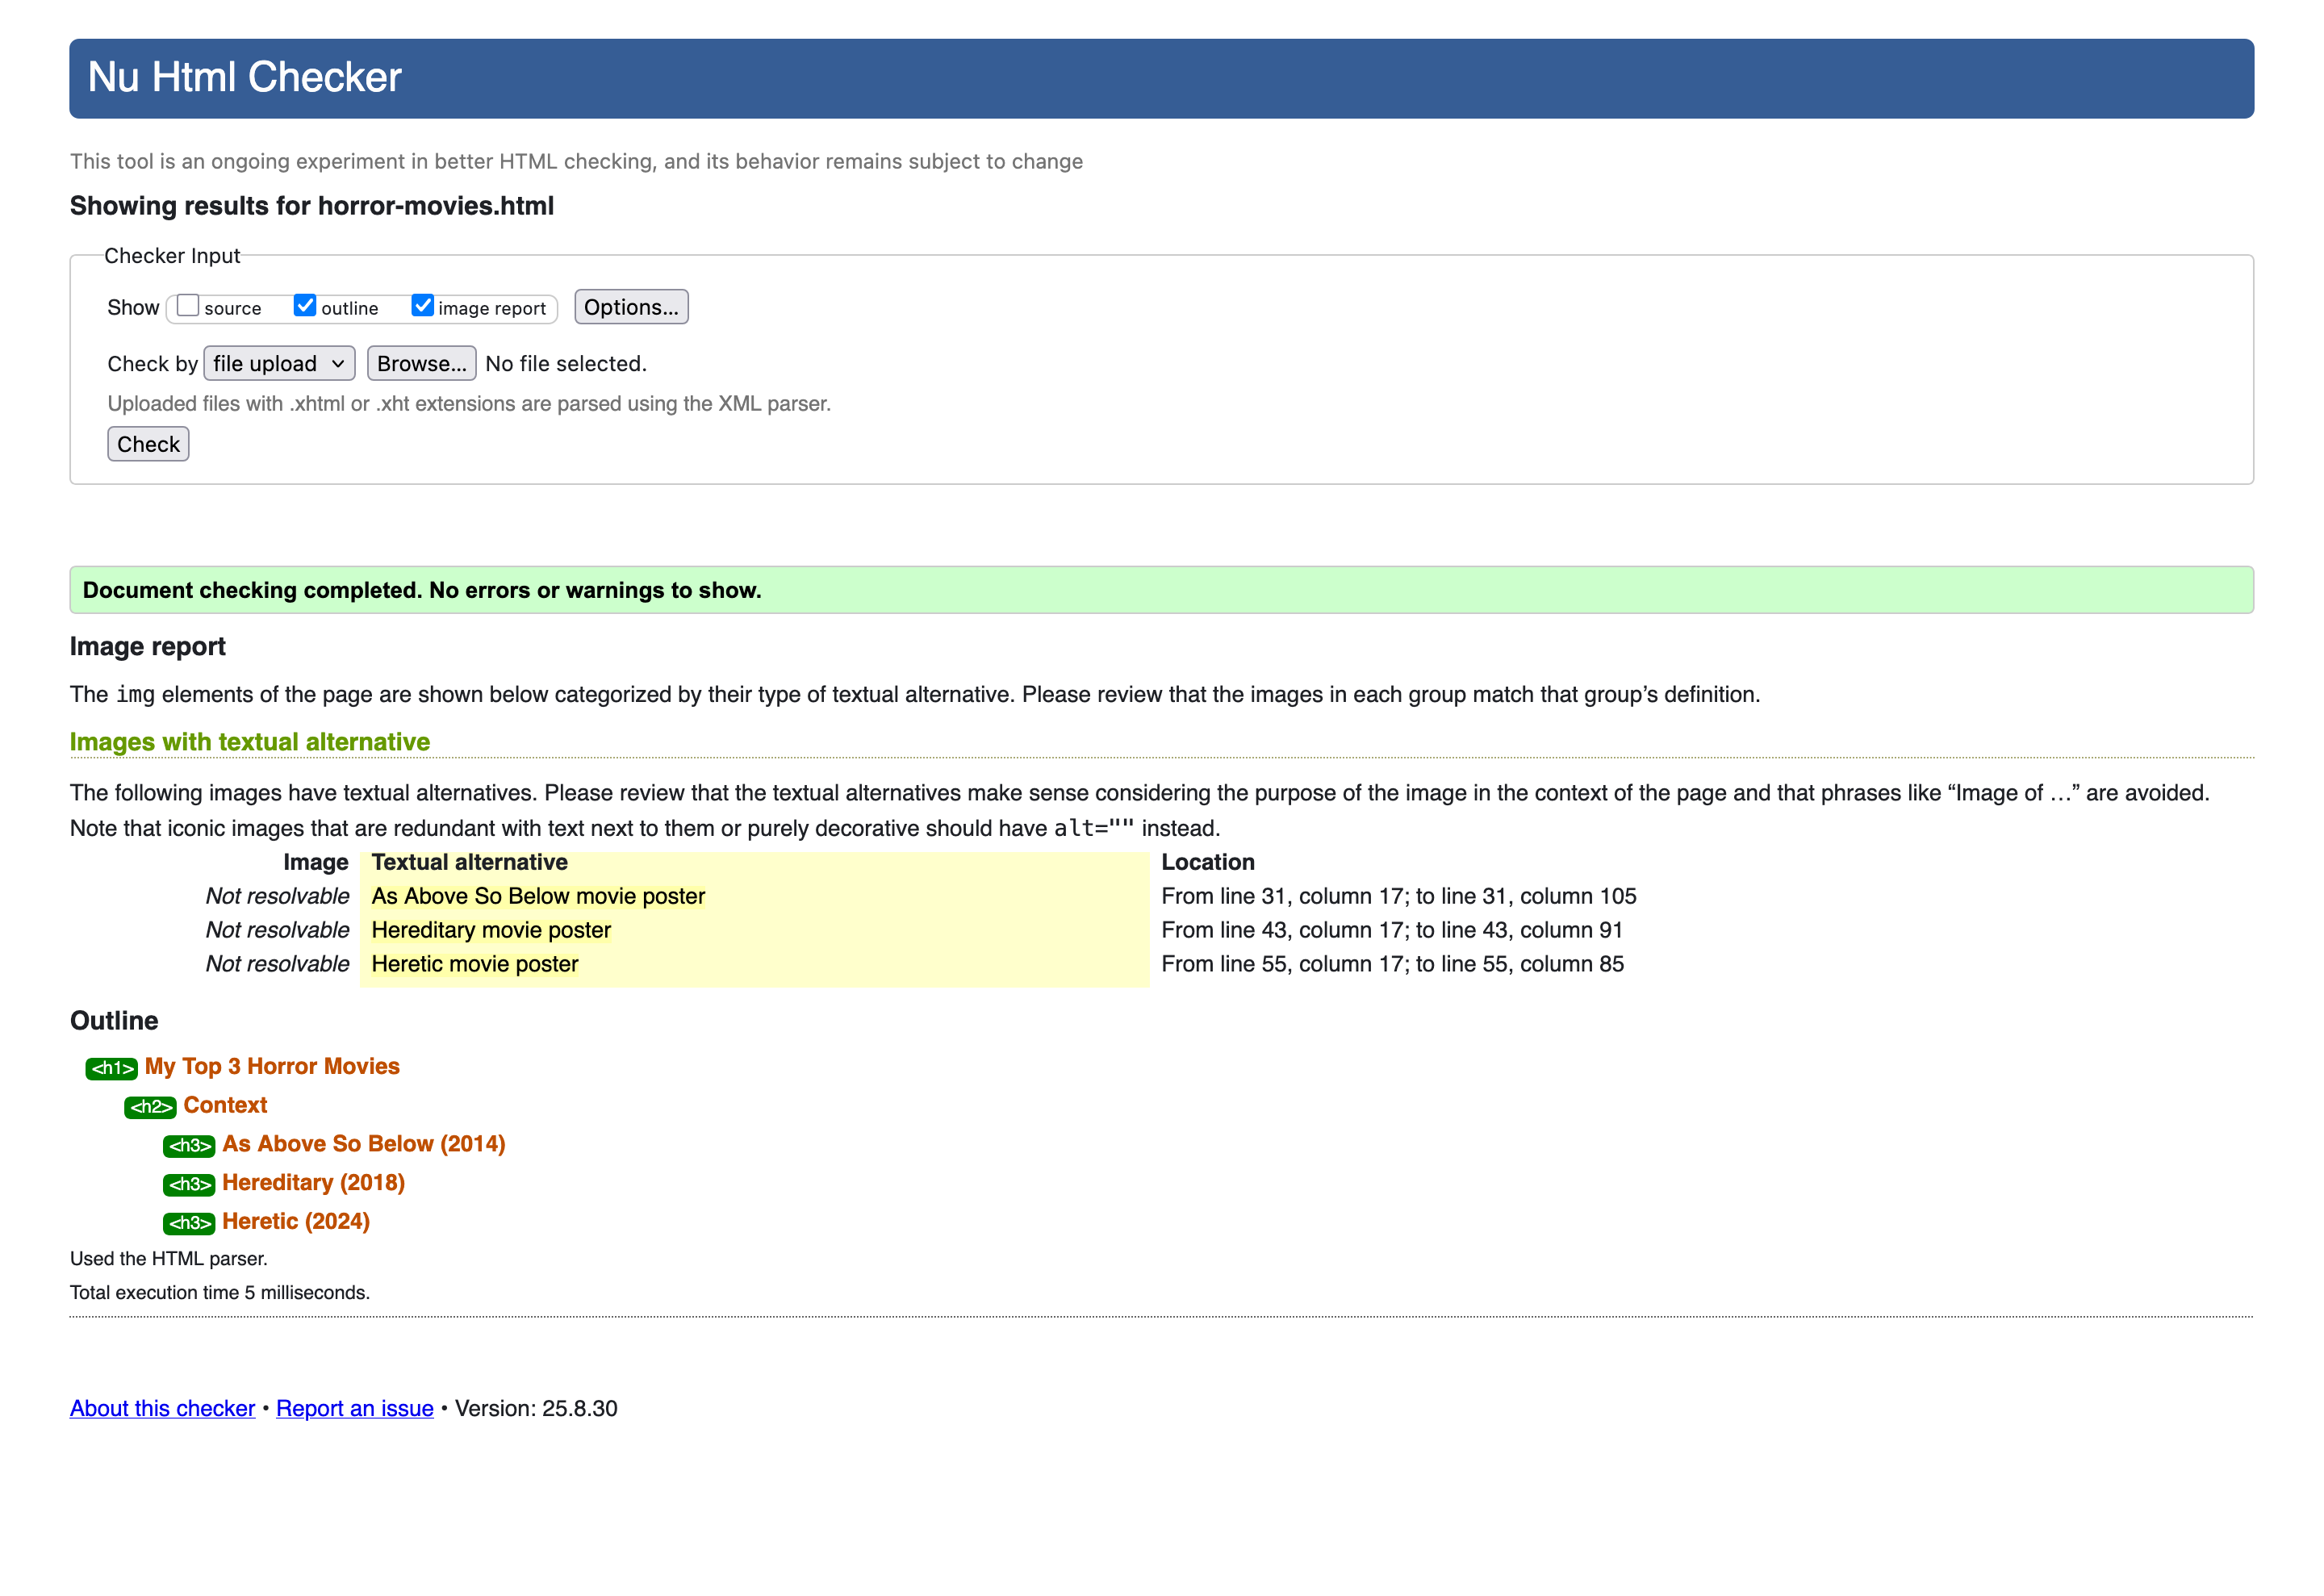 Nu Html Checker
This tool is an ongoing experiment in better HTML checking, and its behavior remains subject to change
Showing results for horror-movies.html
Checker Input
Show source outline image report Options...
Check by file upload Browse... No file selected.
Uploaded files with .xhtml or .xht extensions are parsed using the XML parser.
Check
Document checking completed. No errors or warnings to show.
Image report
The img elements of the page are shown below categorized by their type of textual alternative. Please review that the images in each group match that group’s definition.
Images with textual alternative
The following images have textual alternatives. Please review that the textual alternatives make sense considering the purpose of the image in the context of the page and that phrases like “Image of …” are avoided.
Note that iconic images that are redundant with text next to them or purely decorative should have alt="" instead.
Image Textual alternative Location
Not resolvable As Above So Below movie poster From line 31, column 17; to line 31, column 105
Not resolvable Hereditary movie poster From line 43, column 17; to line 43, column 91
Not resolvable Heretic movie poster From line 55, column 17; to line 55, column 85
Outline
<h1> My Top 3 Horror Movies
<h2> Context
<h3> As Above So Below (2014)
<h3> Hereditary (2018)
<h3> Heretic (2024)
Used the HTML parser.
Total execution time 5 milliseconds.
About this checker • Report an issue • Version: 25.8.30